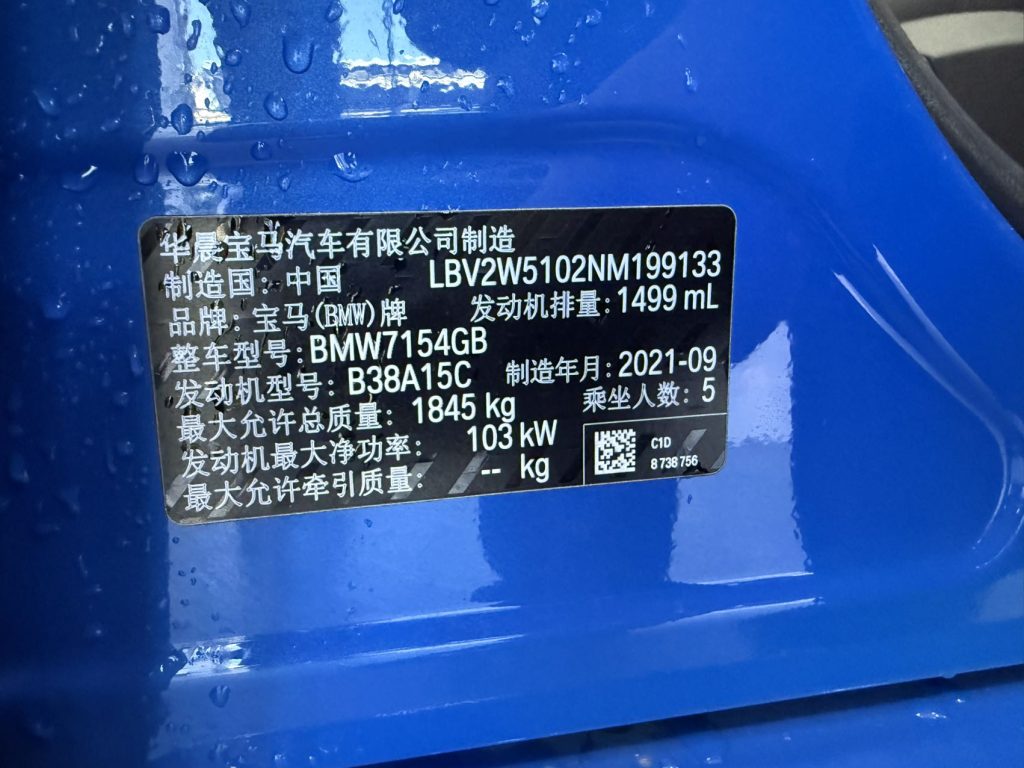 华晨宝马汽车有限公司制造
制造国: 中国 LBV2W5102NM199133
品牌: 宝马(BMW)牌 发动机排量: 1499 mL
整车型号: BMW7154GB
发动机型号: B38A15C 制造年月: 2021-09
最大允许总质量: 1845 kg 乘坐人数: 5
发动机最大净功率: 103 kW
最大允许牵引质量: -- kg
C1D
8 738 756